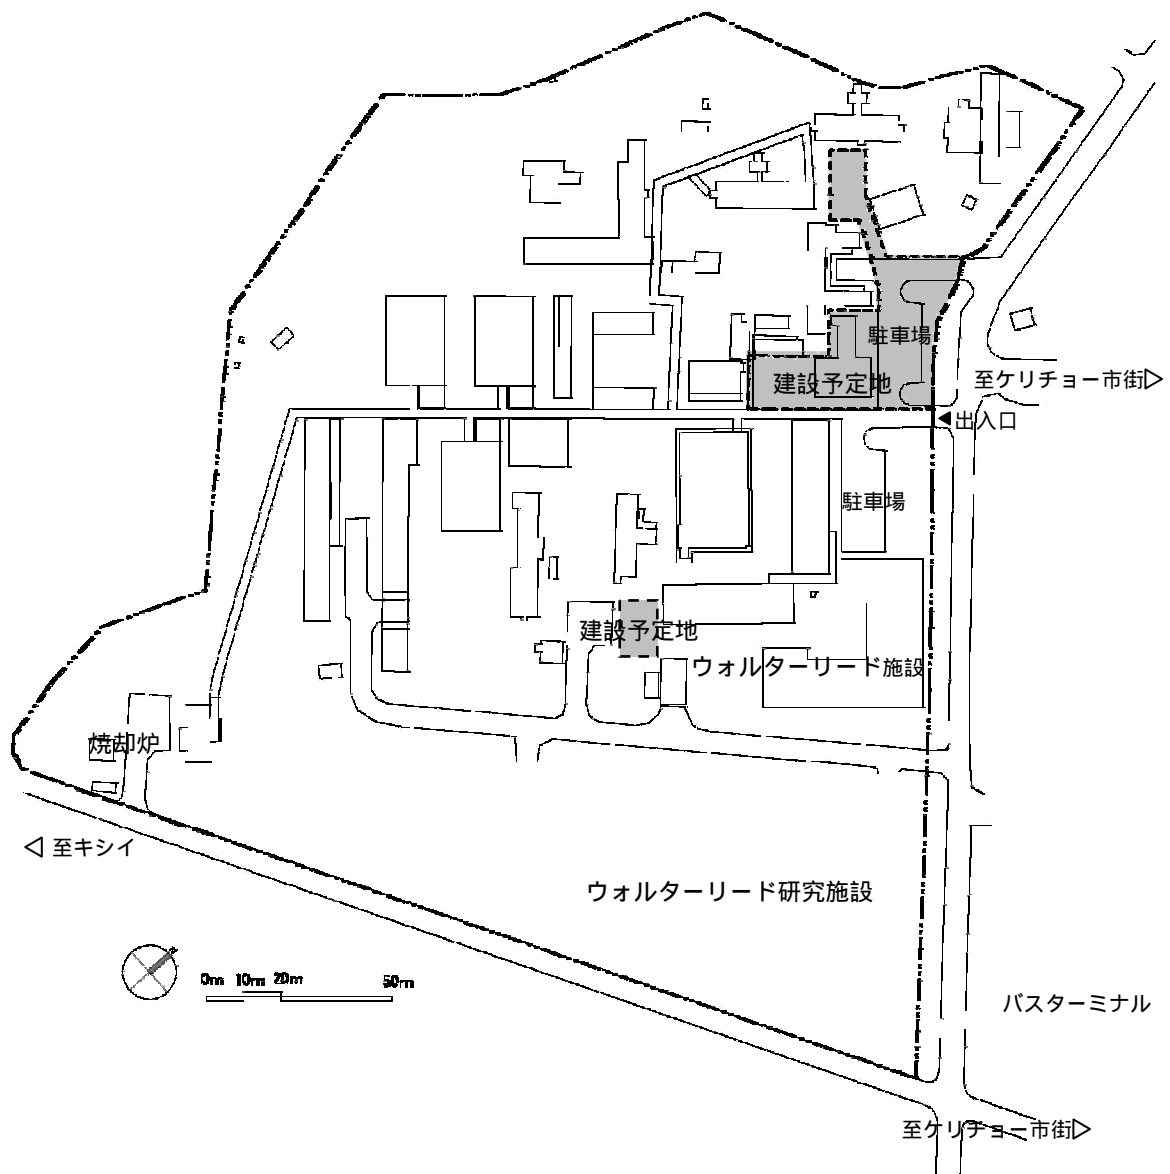 駐車場
建設予定地
至ケリチョー市街▷
◀出入口
駐車場
建設予定地
ウォルターリード施設
焼却炉
◁ 至キシイ
ウォルターリード研究施設
0m 10m 20m 50m
バスターミナル
至ケリチョー市街▷